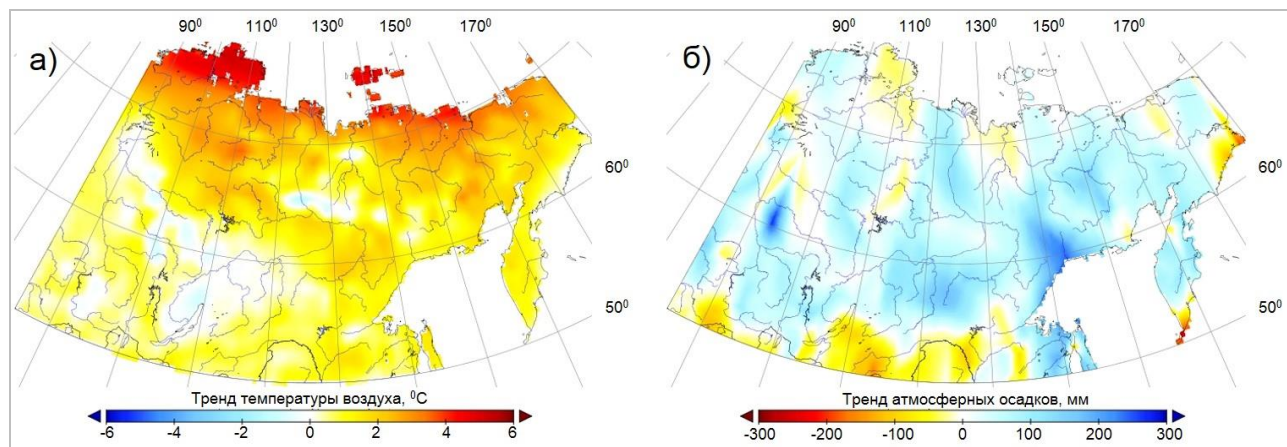 90⁰ 110⁰ 130⁰ 150⁰ 170⁰
а)
60⁰
50⁰
Тренд температуры воздуха, ⁰С
-6 -4 -2 0 2 4 6
90⁰ 110⁰ 130⁰ 150⁰ 170⁰
б)
60⁰
50⁰
Тренд атмосферных осадков, мм
-300 -200 -100 0 100 200 300